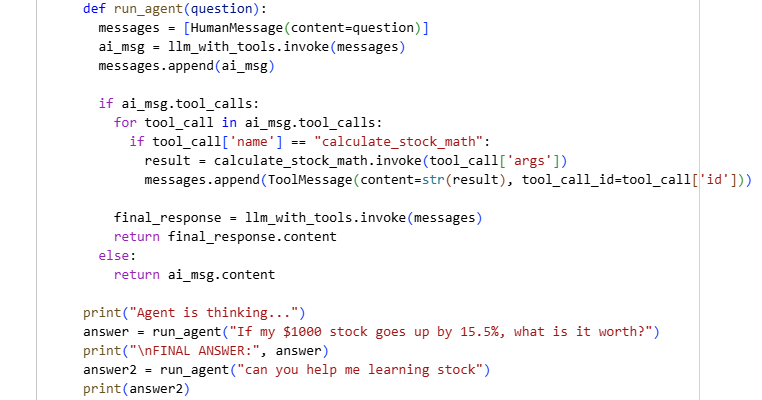 def run_agent(question):
  messages = [HumanMessage(content=question)]
  ai_msg = llm_with_tools.invoke(messages)
  messages.append(ai_msg)

  if ai_msg.tool_calls:
    for tool_call in ai_msg.tool_calls:
      if tool_call['name'] == "calculate_stock_math":
        result = calculate_stock_math.invoke(tool_call['args'])
        messages.append(ToolMessage(content=str(result), tool_call_id=tool_call['id']))

    final_response = llm_with_tools.invoke(messages)
    return final_response.content
  else:
    return ai_msg.content

print("Agent is thinking...")
answer = run_agent("If my $1000 stock goes up by 15.5%, what is it worth?")
print("\nFINAL ANSWER:", answer)
answer2 = run_agent("can you help me learning stock")
print(answer2)